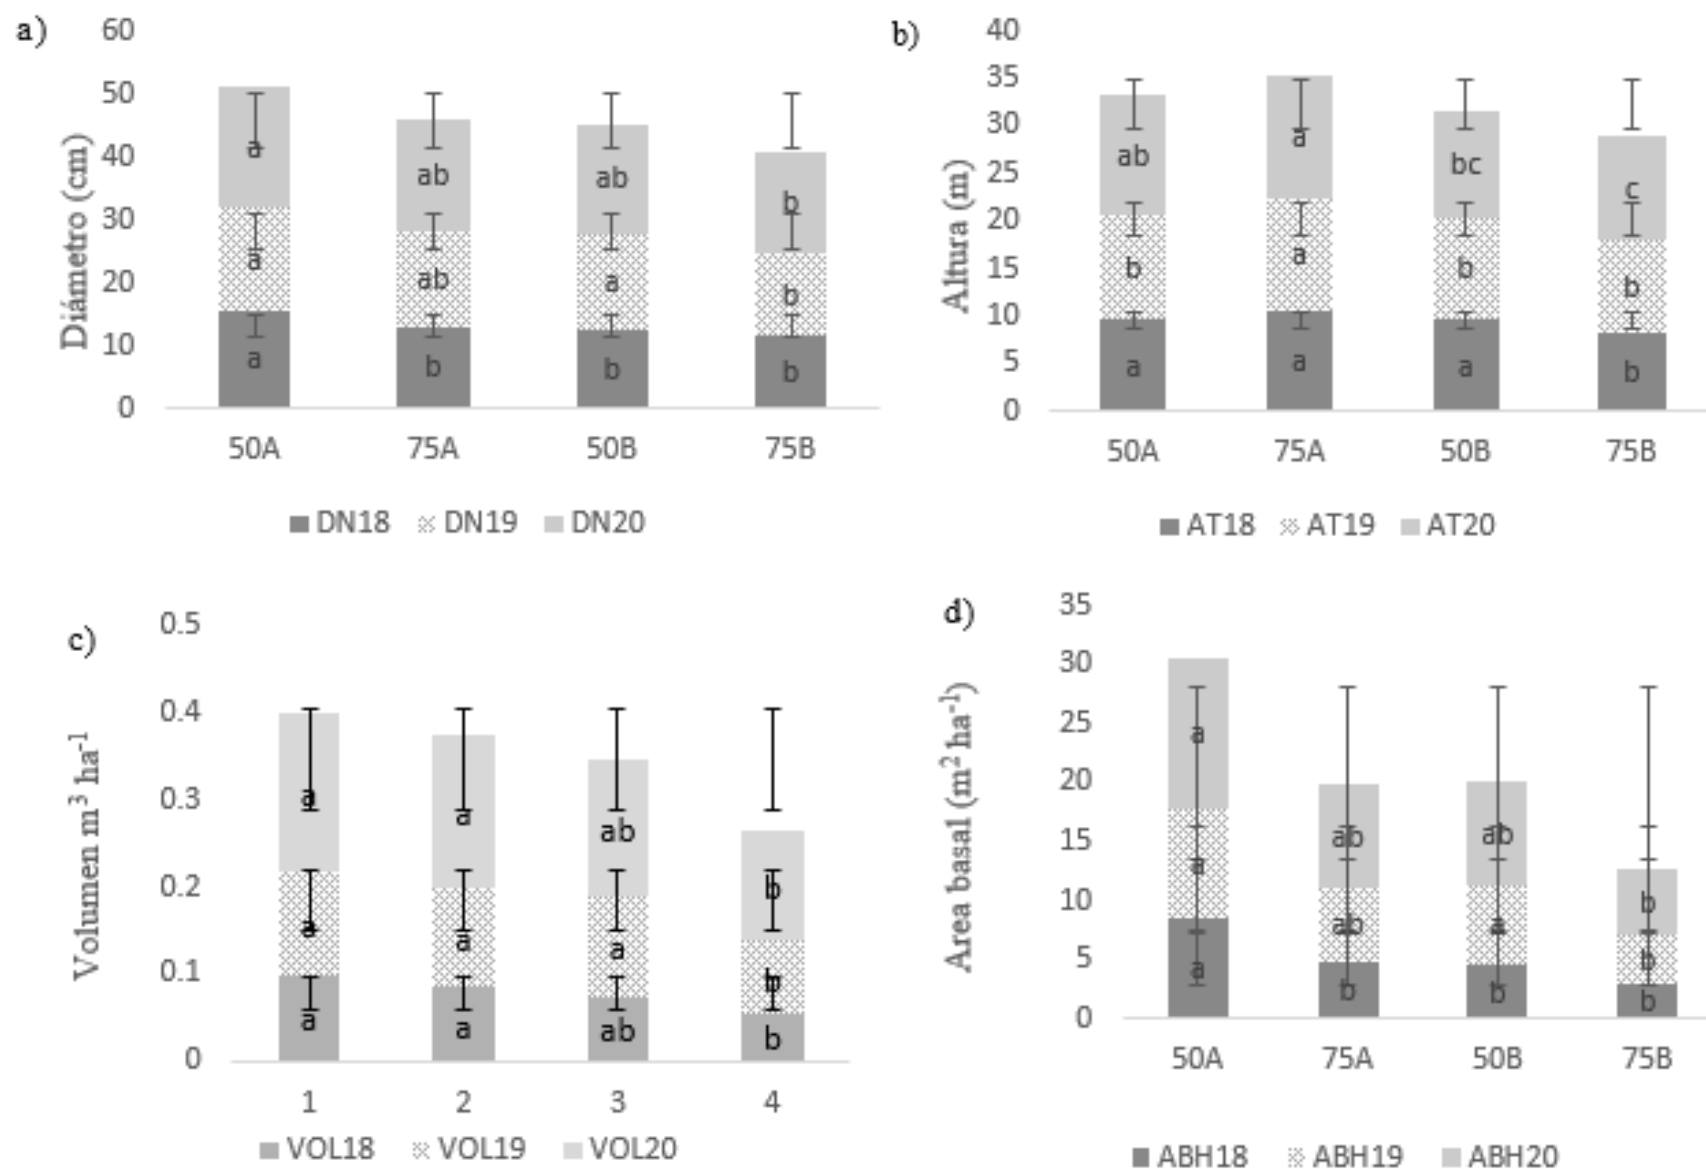 a)
60
50
40
30
20
10
0
Diámetro (cm)
a ab ab b
a ab a b
a b b b
50A 75A 50B 75B
DN18 DN19 DN20
b)
40
35
30
25
20
15
10
5
0
Altura (m)
ab a bc c
b a b b
a a a b
50A 75A 50B 75B
AT18 AT19 AT20
c)
0.5
0.4
0.3
0.2
0.1
0
Volumen m³ ha⁻¹
a a ab b
a a a b
a a ab b
1 2 3 4
VOL18 VOL19 VOL20
d)
35
30
25
20
15
10
5
0
Area basal (m² ha⁻¹)
a ab ab b
a ab a b
a b b b
50A 75A 50B 75B
ABH18 ABH19 ABH20